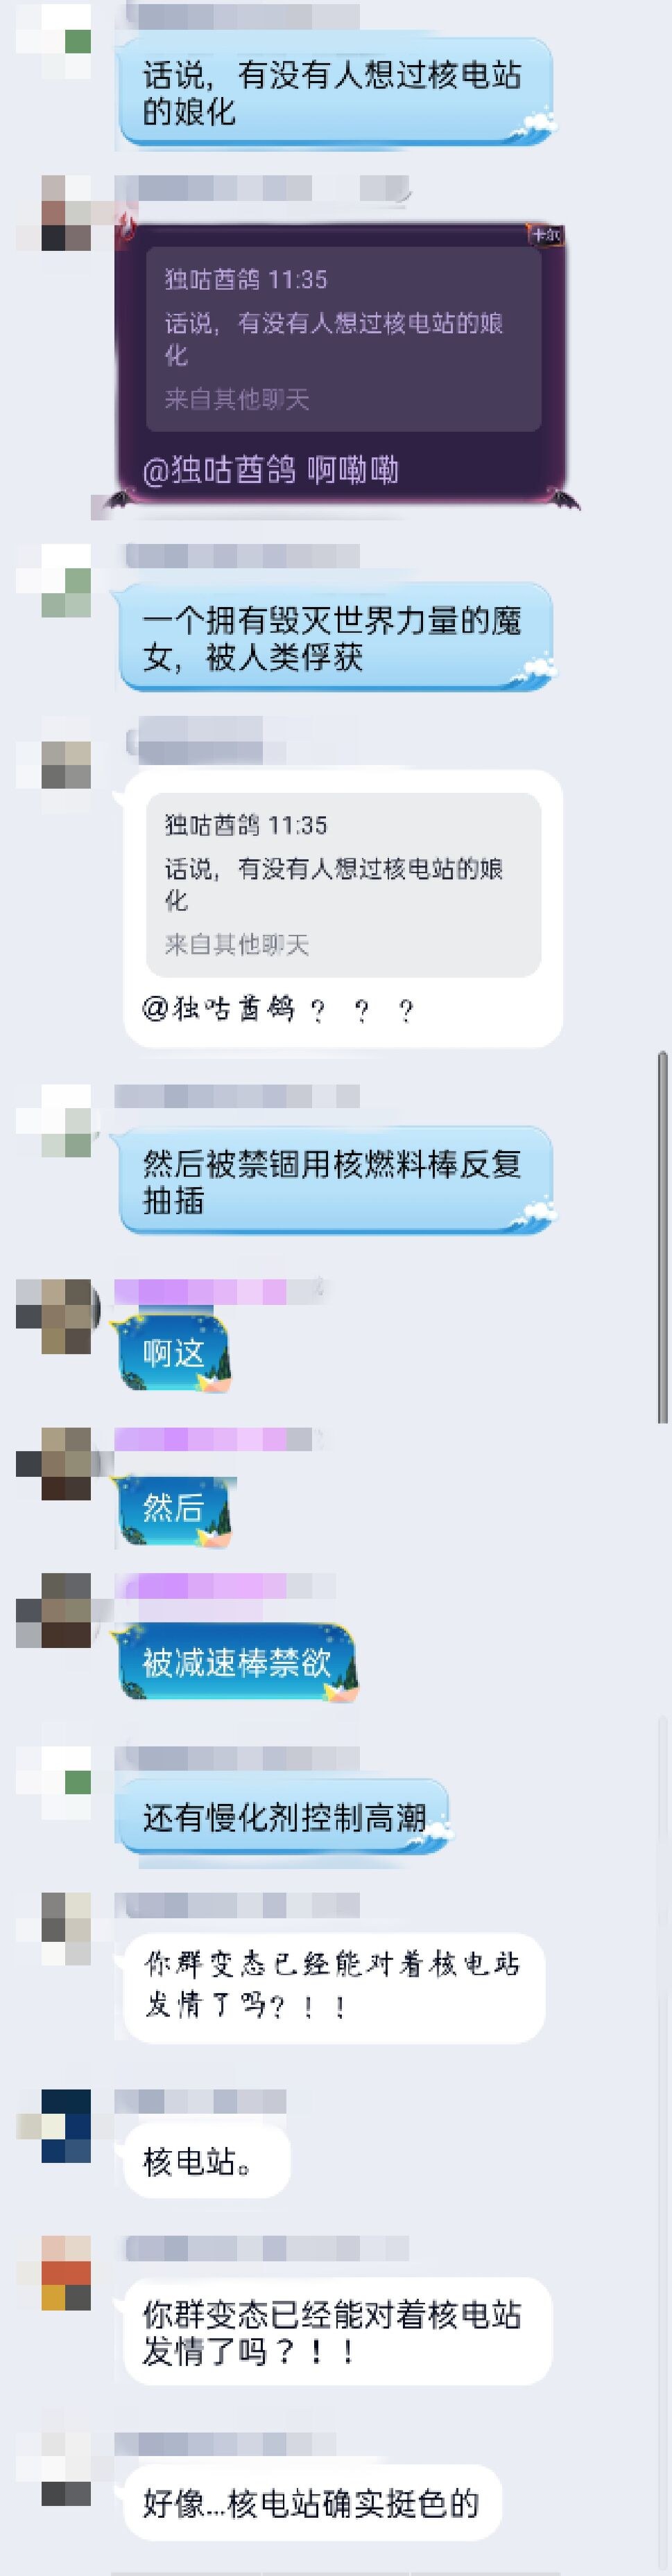 话说，有没有人想过核电站
的娘化
卡尔
独咕酋鸽 11:35
话说，有没有人想过核电站的娘
化
来自其他聊天
@独咕酋鸽 啊嘞嘞
一个拥有毁灭世界力量的魔
女，被人类俘获
独咕酋鸽 11:35
话说，有没有人想过核电站的娘
化
来自其他聊天
@独咕酋鸽 ? ? ?
然后被禁锢用核燃料棒反复
抽插
啊这
然后
被减速棒禁欲
还有慢化剂控制高潮
你群变态已经能对着核电站
发情了吗?!!
核电站。
你群变态已经能对着核电站
发情了吗？！！
好像...核电站确实挺色的